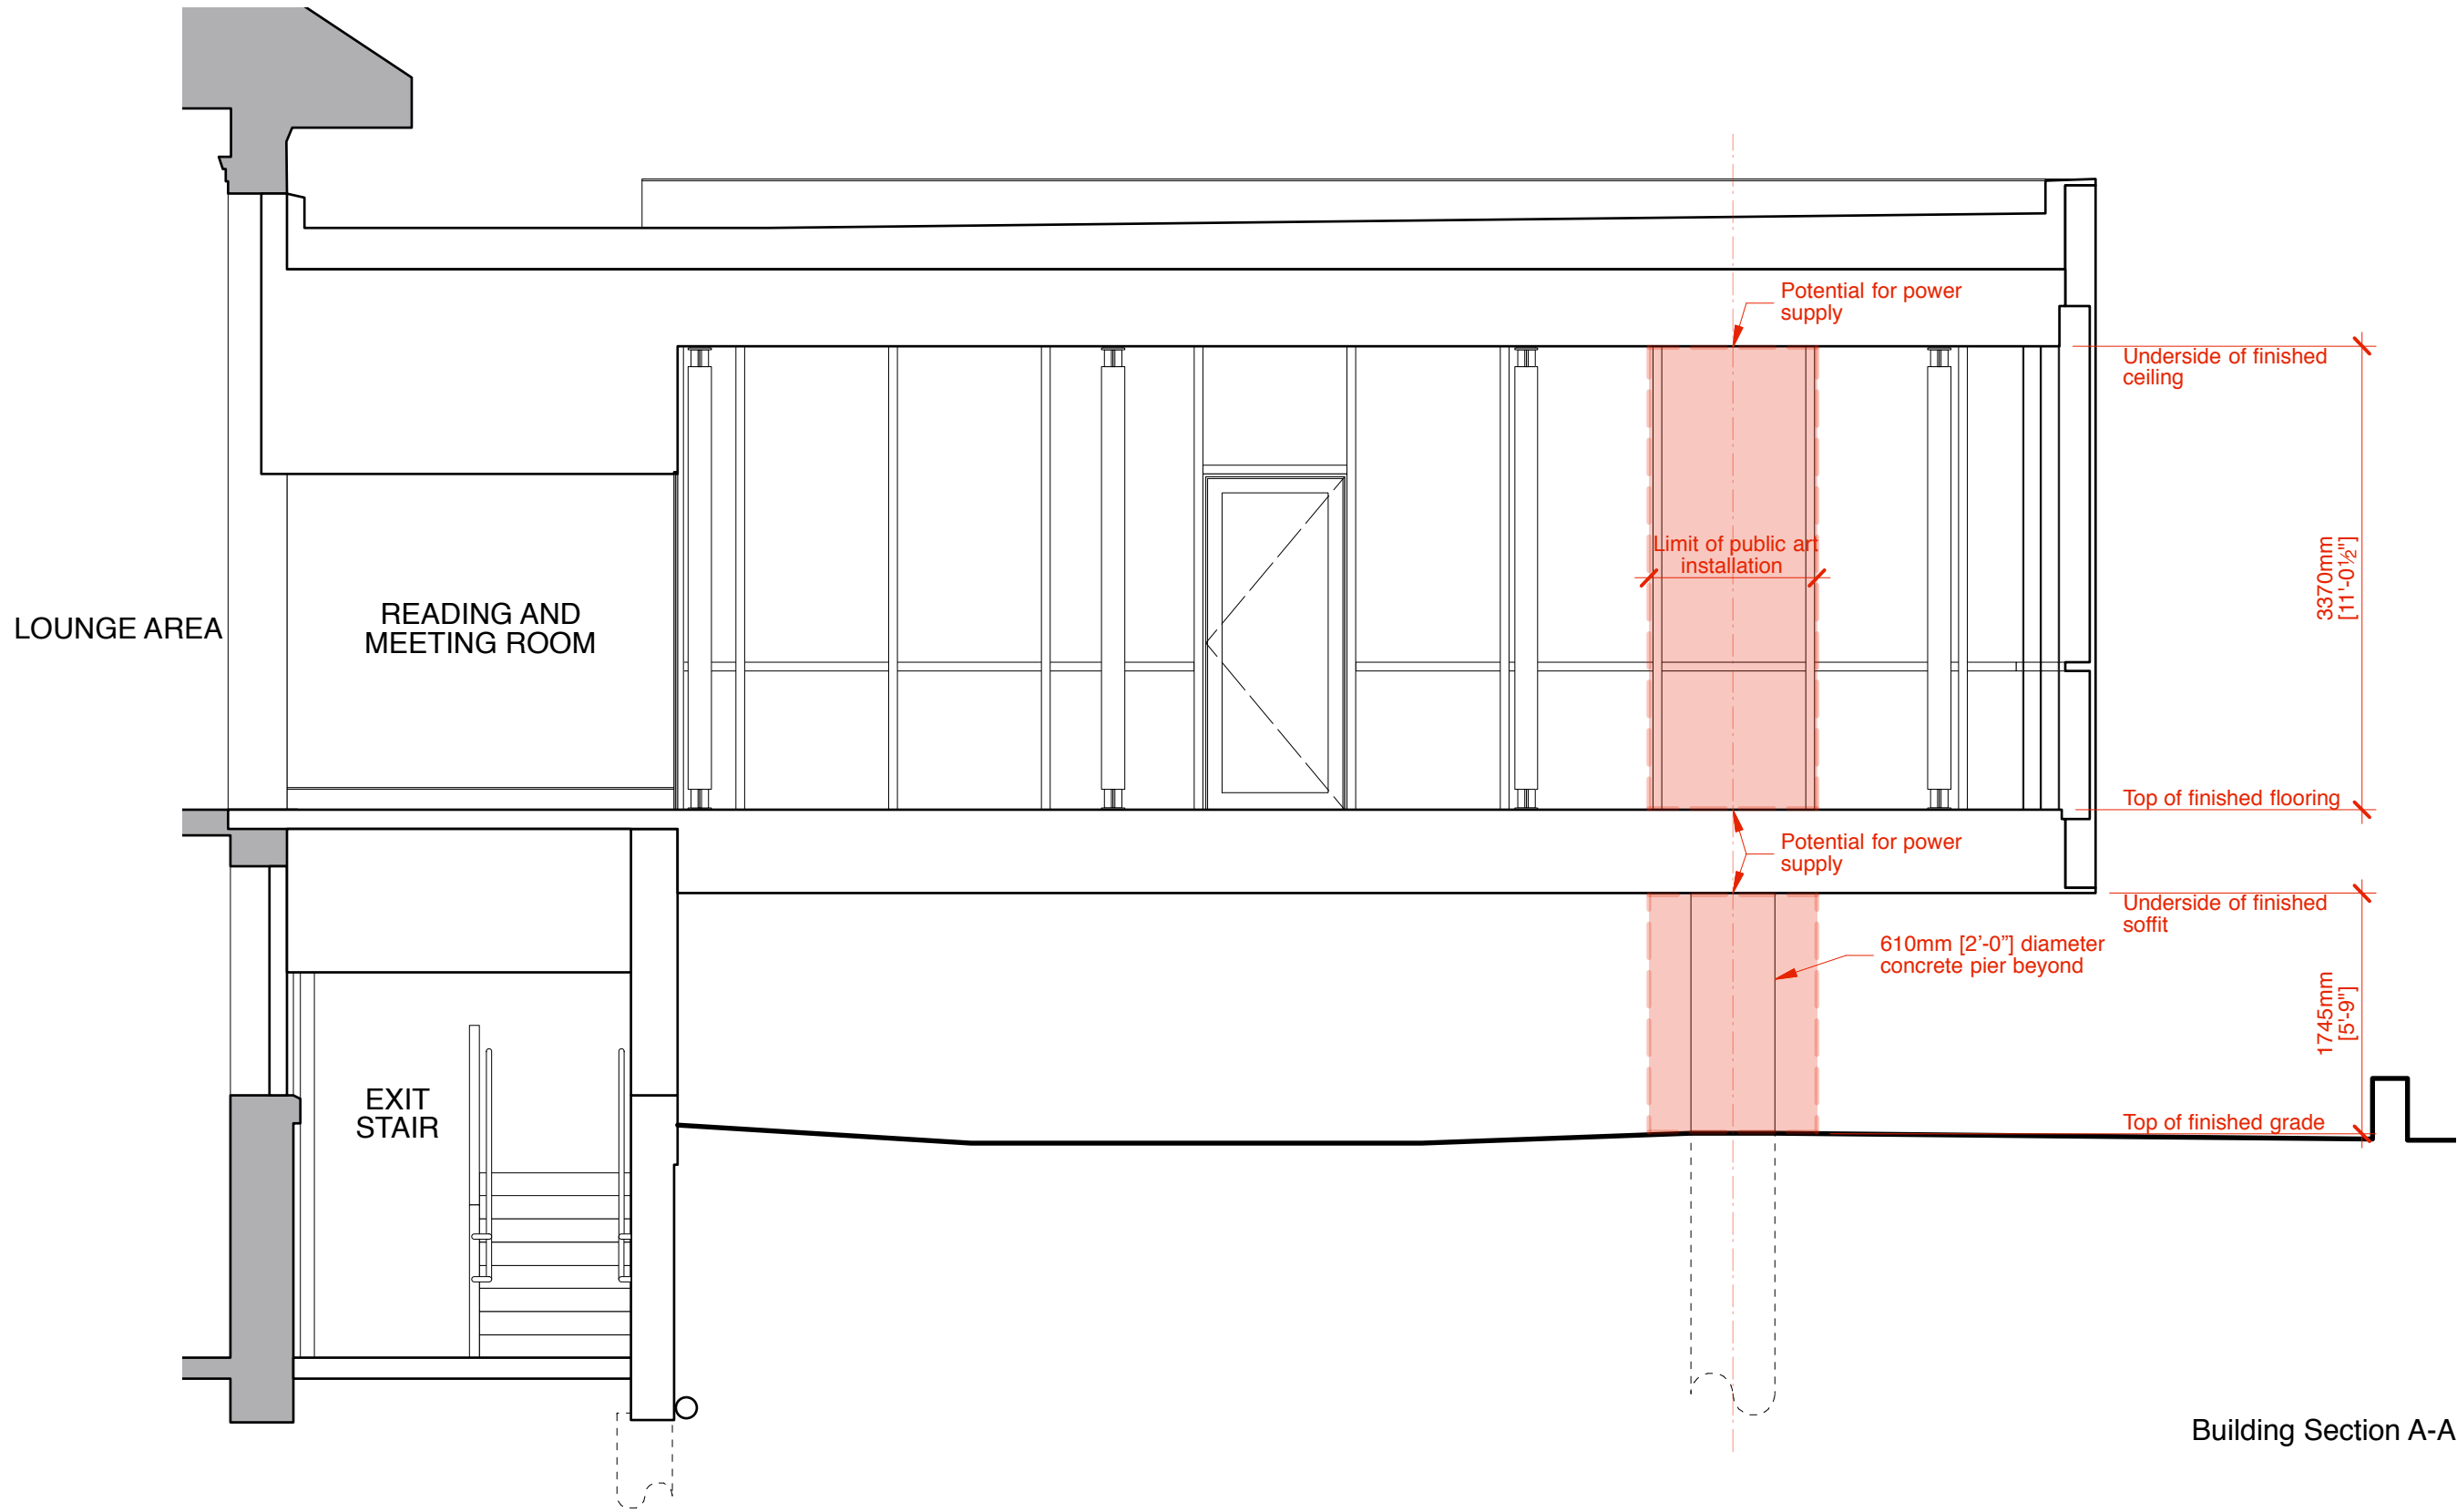 Potential for power
supply
Underside of finished
ceiling
Limit of public art
installation
3370mm
[11'-0½"]
LOUNGE AREA
READING AND
MEETING ROOM
Top of finished flooring
Potential for power
supply
Underside of finished
soffit
610mm [2'-0”] diameter
concrete pier beyond
1745mm
[5'-9"]
EXIT
STAIR
Top of finished grade
Building Section A-A